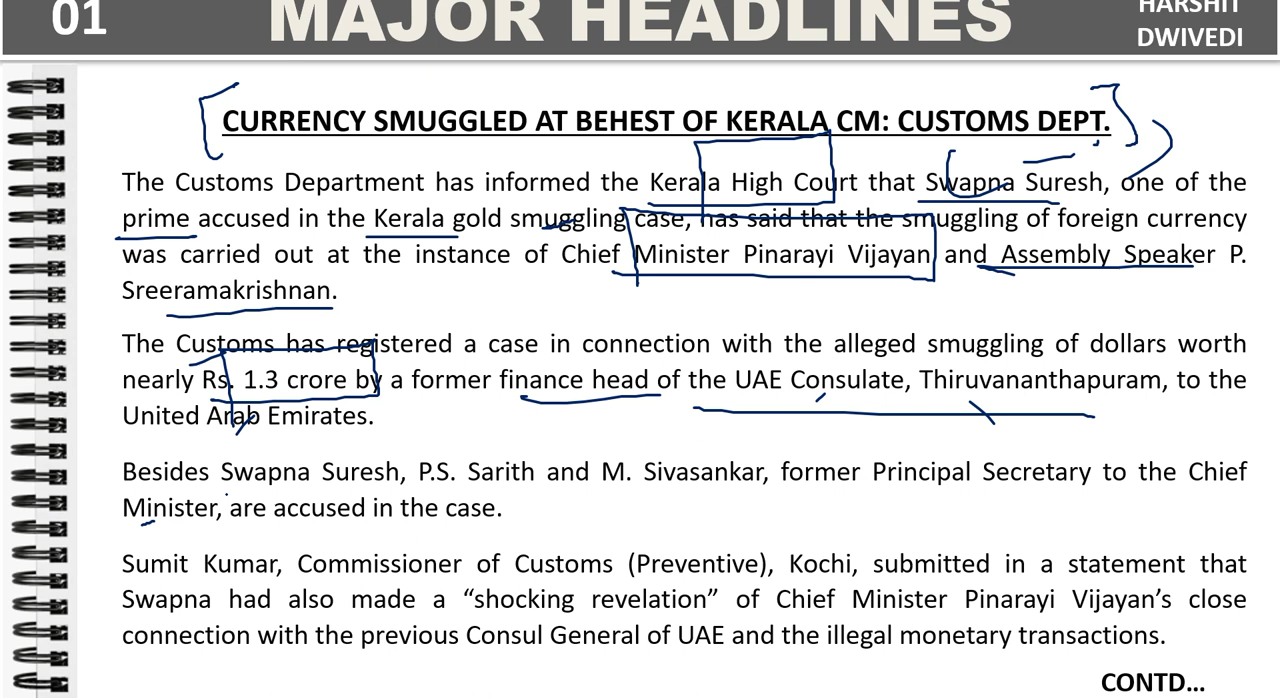 01
MAJOR HEADLINES
HARSHIT
DWIVEDI
CURRENCY SMUGGLED AT BEHEST OF KERALA CM: CUSTOMS DEPT.
The Customs Department has informed the Kerala High Court that Swapna Suresh, one of the
prime accused in the Kerala gold smuggling case, has said that the smuggling of foreign currency
was carried out at the instance of Chief Minister Pinarayi Vijayan and Assembly Speaker P.
Sreeramakrishnan.
The Customs has registered a case in connection with the alleged smuggling of dollars worth
nearly Rs. 1.3 crore by a former finance head of the UAE Consulate, Thiruvananthapuram, to the
United Arab Emirates.
Besides Swapna Suresh, P.S. Sarith and M. Sivasankar, former Principal Secretary to the Chief
Minister, are accused in the case.
Sumit Kumar, Commissioner of Customs (Preventive), Kochi, submitted in a statement that
Swapna had also made a “shocking revelation” of Chief Minister Pinarayi Vijayan’s close
connection with the previous Consul General of UAE and the illegal monetary transactions.
CONTD...